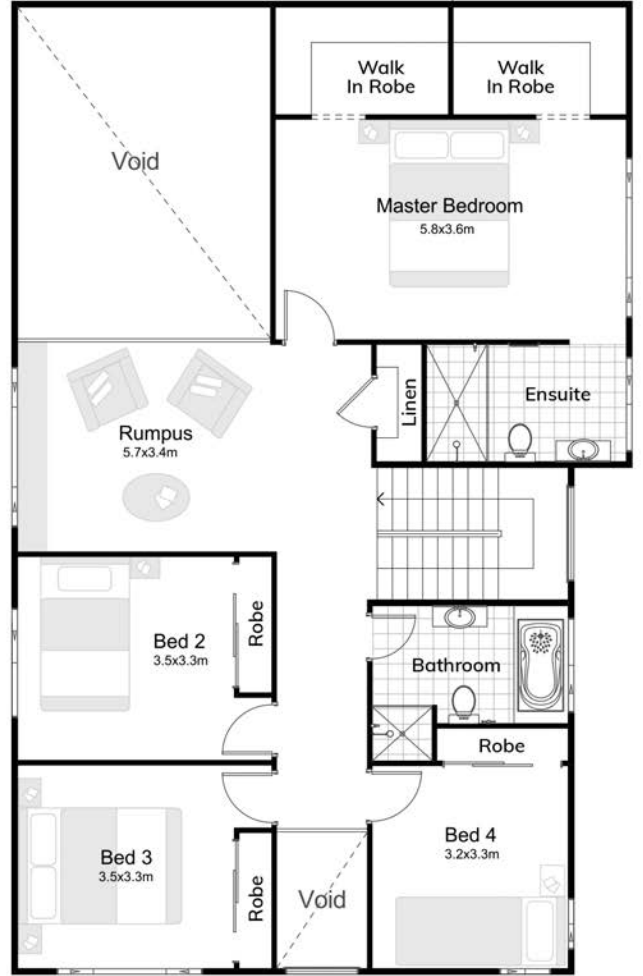 Walk
In Robe
Walk
In Robe
Void
Master Bedroom
5.8x3.6m
Linen
Ensuite
Rumpus
5.7x3.4m
Bed 2
3.5x3.3m
Robe
Bathroom
Robe
Bed 3
3.5x3.3m
Robe
Void
Bed 4
3.2x3.3m